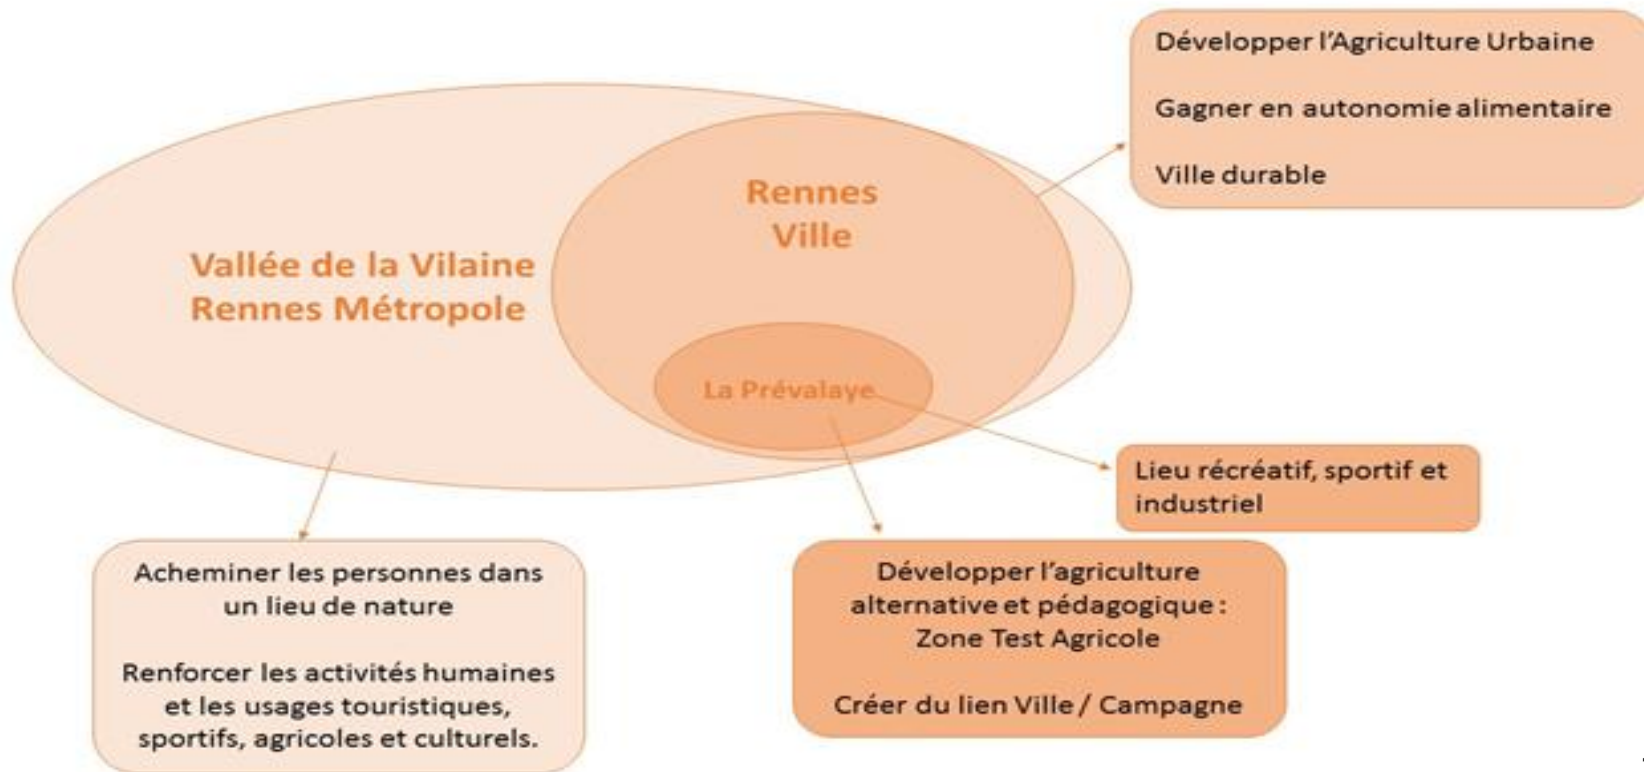 Développer l'Agriculture Urbaine
Gagner en autonomie alimentaire
Ville durable
Rennes
Ville
Vallée de la Vilaine
Rennes Métropole
La Prévalaye
Lieu récréatif, sportif et
industriel
Acheminer les personnes dans
un lieu de nature
Renforcer les activités humaines
et les usages touristiques,
sportifs, agricoles et culturels.
Développer l'agriculture
alternative et pédagogique :
Zone Test Agricole
Créer du lien Ville / Campagne